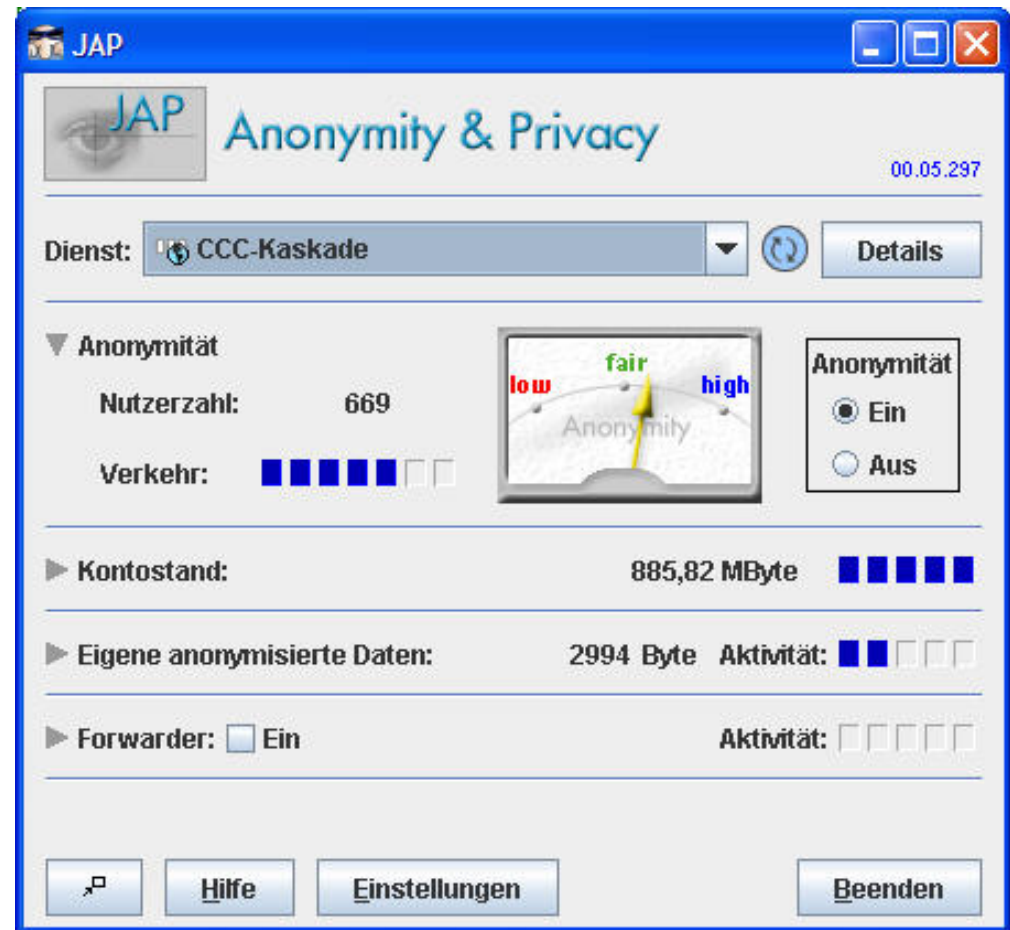 JAP
JAP Anonymity & Privacy
00.05.297
Dienst: CCC-Kaskade Details
Anonymität
Nutzerzahl: 669
Verkehr:
low fair high
Anonymity
Anonymität
Ein
Aus
Kontostand: 885,82 MByte
Eigene anonymisierte Daten: 2994 Byte Aktivität:
Forwarder: Ein Aktivität:
Hilfe Einstellungen Beenden